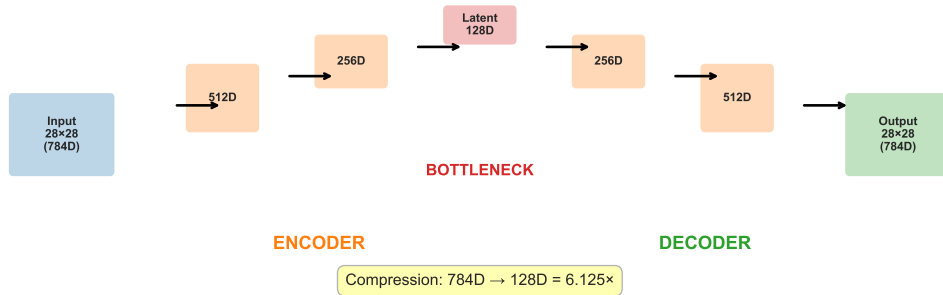 Input
28×28
(784D)
512D
256D
Latent
128D
256D
512D
Output
28×28
(784D)
BOTTLENECK
ENCODER
DECODER
Compression: 784D → 128D = 6.125×